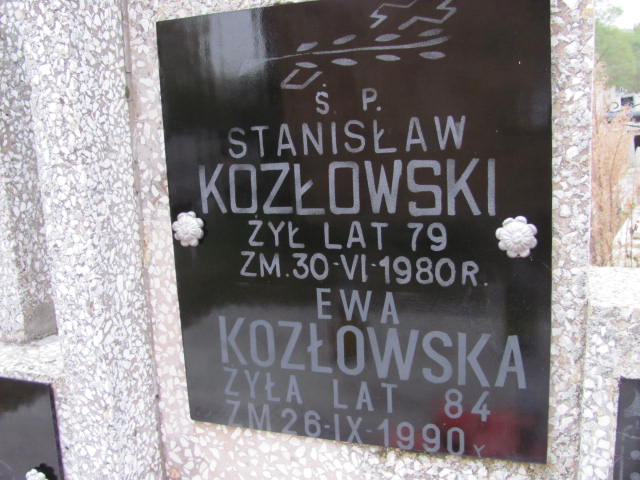 Ś. P.
STANISŁAW
KOZŁOWSKI
ŻYŁ LAT 79
ZM. 30-VI-1980 R.
EWA
KOZŁOWSKA
ŻYŁA LAT 84
ZM 26-IX-1990 r